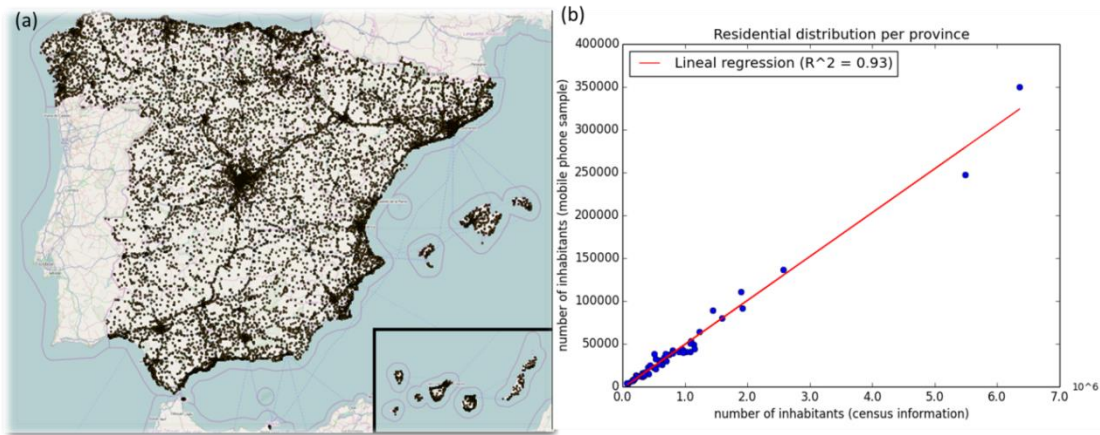 (a)
(b)
Residential distribution per province
Lineal regression (R^2 = 0.93)
number of inhabitants (mobile phone sample)
400000
350000
300000
250000
200000
150000
100000
50000
0
0.0 1.0 2.0 3.0 4.0 5.0 6.0 7.0
10^6
number of inhabitants (census information)